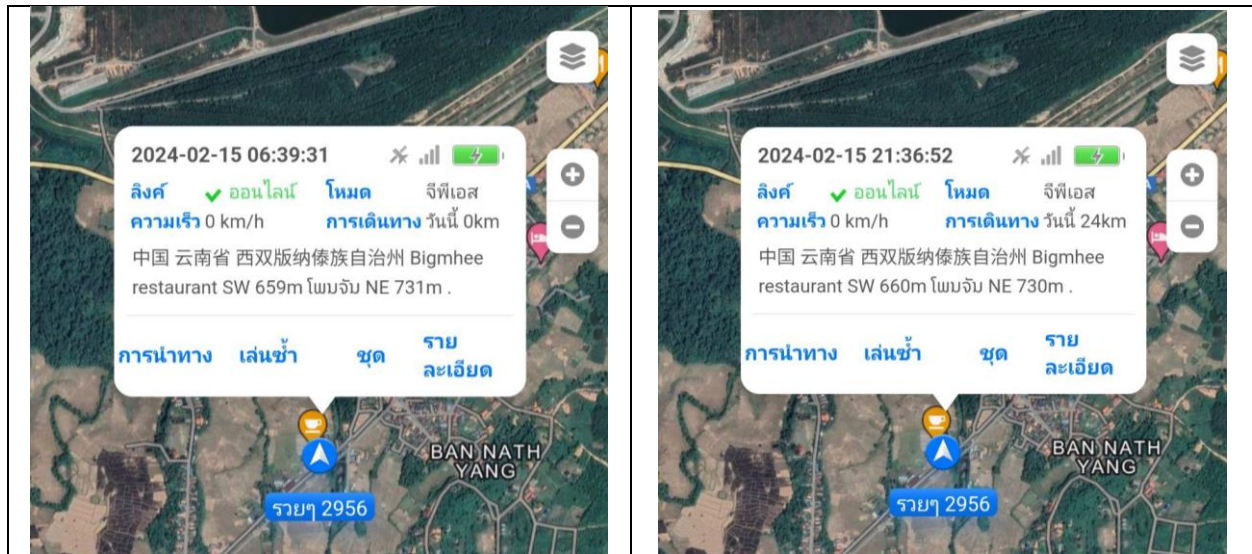 2024-02-15 06:39:31
ลิงค์ ออนไลน์ โหมด จีพีเอส
ความเร็ว 0 km/h การเดินทาง วันนี้ 0km
中国 云南省 西双版纳傣族自治州 Bigmhee
restaurant SW 659m ໂພນຈັນ NE 731m .
การนำทาง เล่นซ้ำ ชุด ราย
ละเอียด
BAN NATH
YANG
รวยๆ 2956
2024-02-15 21:36:52
ลิงค์ ออนไลน์ โหมด จีพีเอส
ความเร็ว 0 km/h การเดินทาง วันนี้ 24km
中国 云南省 西双版纳傣族自治州 Bigmhee
restaurant SW 660m ໂພນຈັນ NE 730m .
การนำทาง เล่นซ้ำ ชุด ราย
ละเอียด
BAN NATH
YANG
รวยๆ 2956